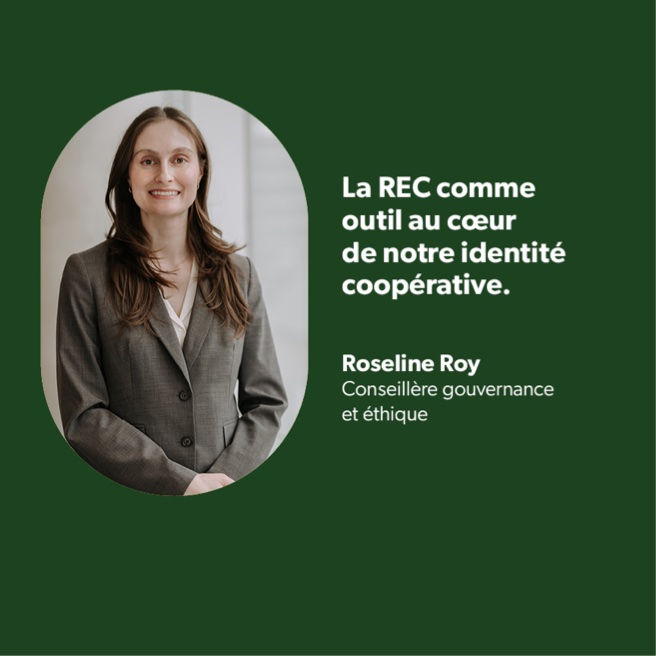 La REC comme
outil au cœur
de notre identité
coopérative.
Roseline Roy
Conseillère gouvernance
et éthique